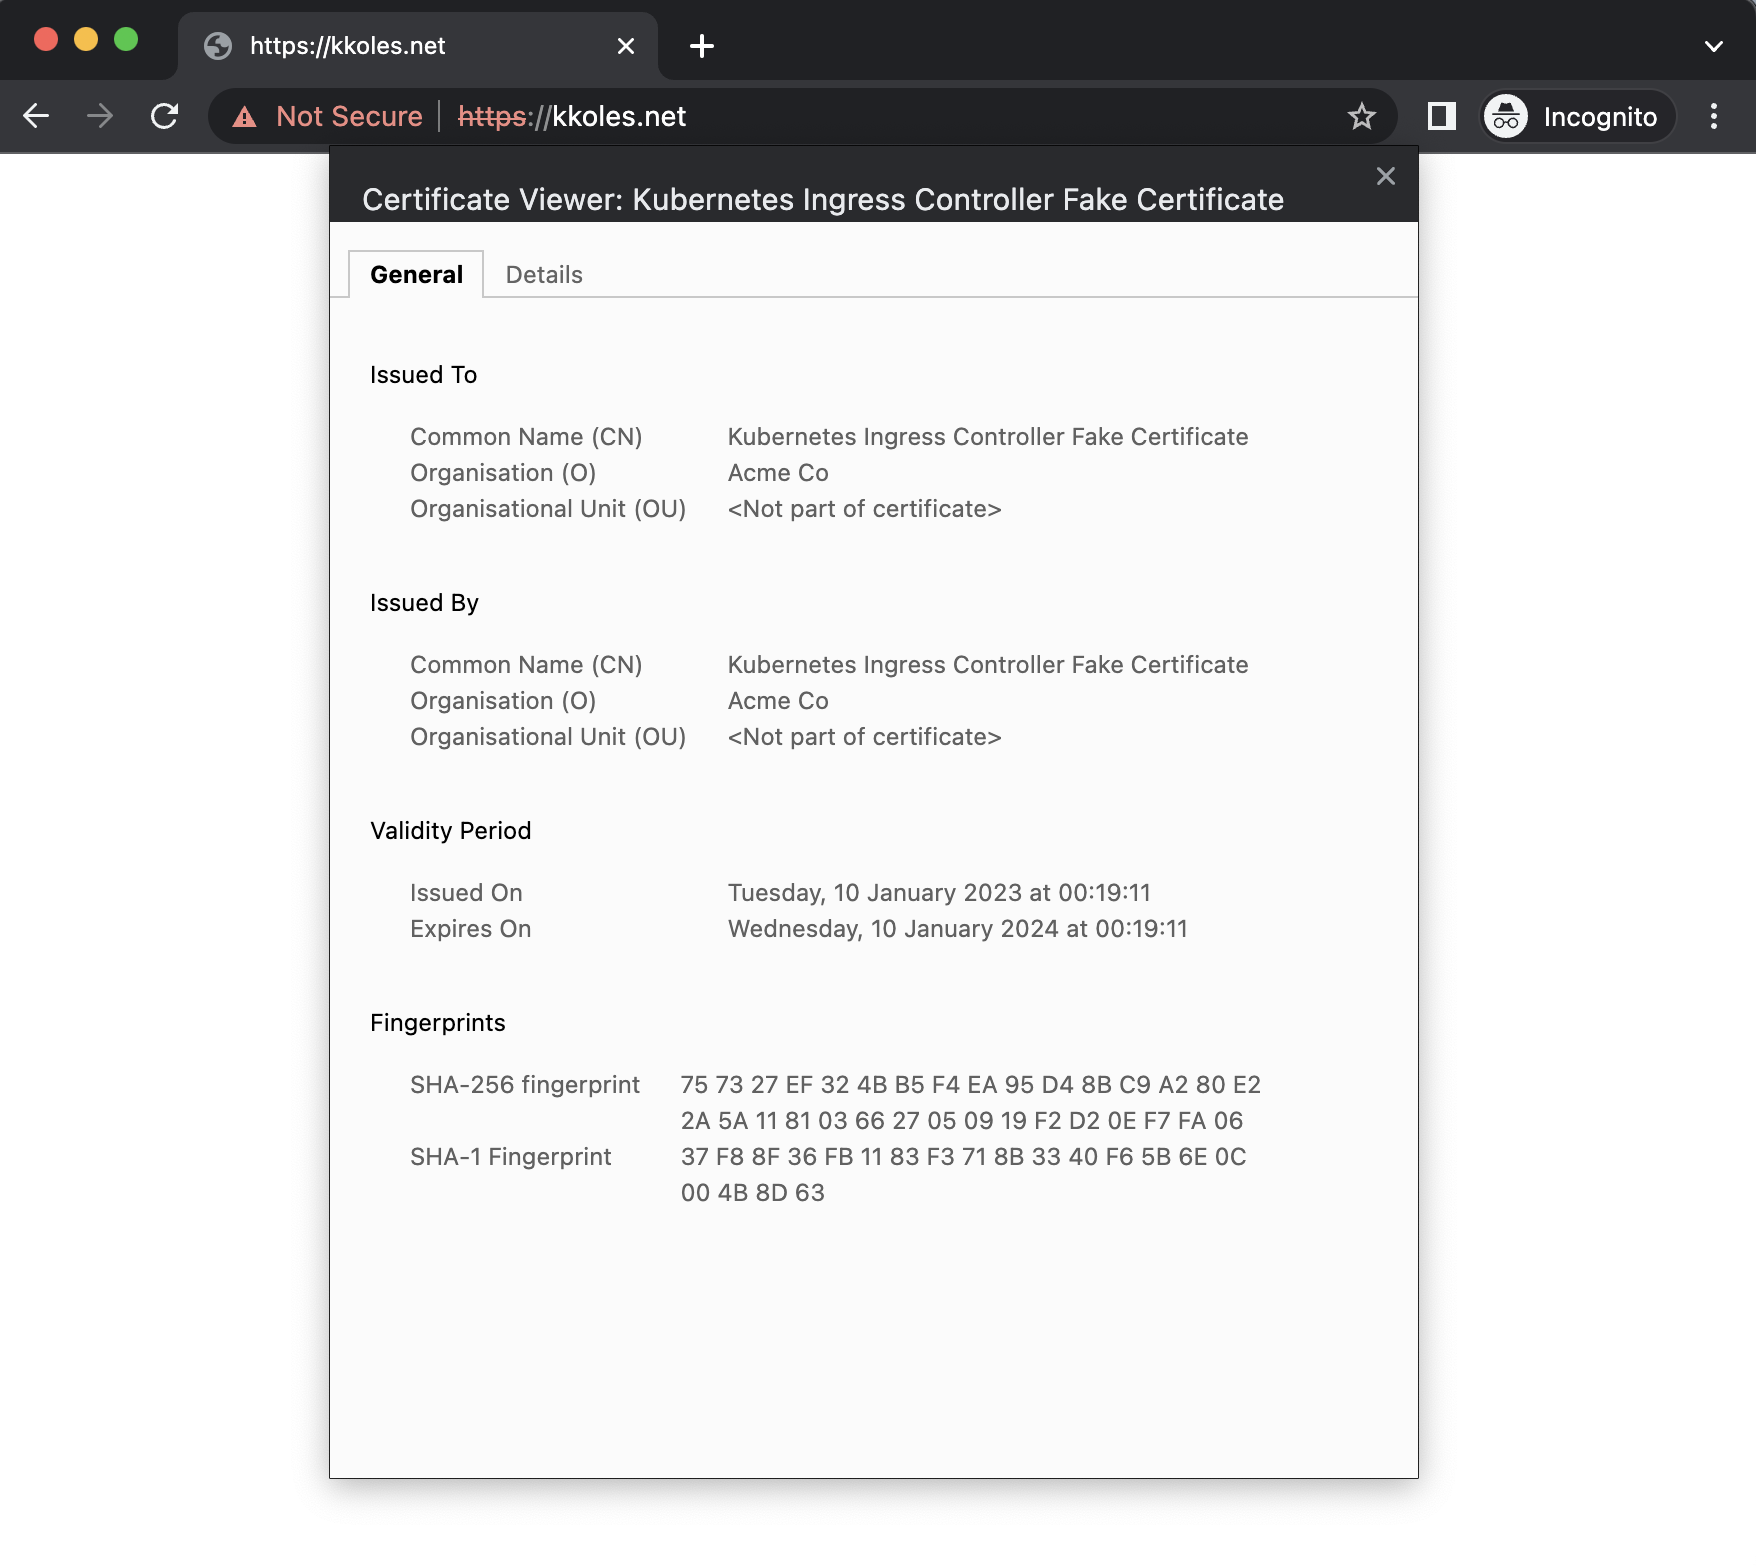 https://kkoles.net
Not Secure https://kkoles.net Incognito
Certificate Viewer: Kubernetes Ingress Controller Fake Certificate
General Details
Issued To
Common Name (CN) Kubernetes Ingress Controller Fake Certificate
Organisation (O) Acme Co
Organisational Unit (OU) <Not part of certificate>
Issued By
Common Name (CN) Kubernetes Ingress Controller Fake Certificate
Organisation (O) Acme Co
Organisational Unit (OU) <Not part of certificate>
Validity Period
Issued On Tuesday, 10 January 2023 at 00:19:11
Expires On Wednesday, 10 January 2024 at 00:19:11
Fingerprints
SHA-256 fingerprint 75 73 27 EF 32 4B B5 F4 EA 95 D4 8B C9 A2 80 E2
2A 5A 11 81 03 66 27 05 09 19 F2 D2 0E F7 FA 06
SHA-1 Fingerprint 37 F8 8F 36 FB 11 83 F3 71 8B 33 40 F6 5B 6E 0C
00 4B 8D 63